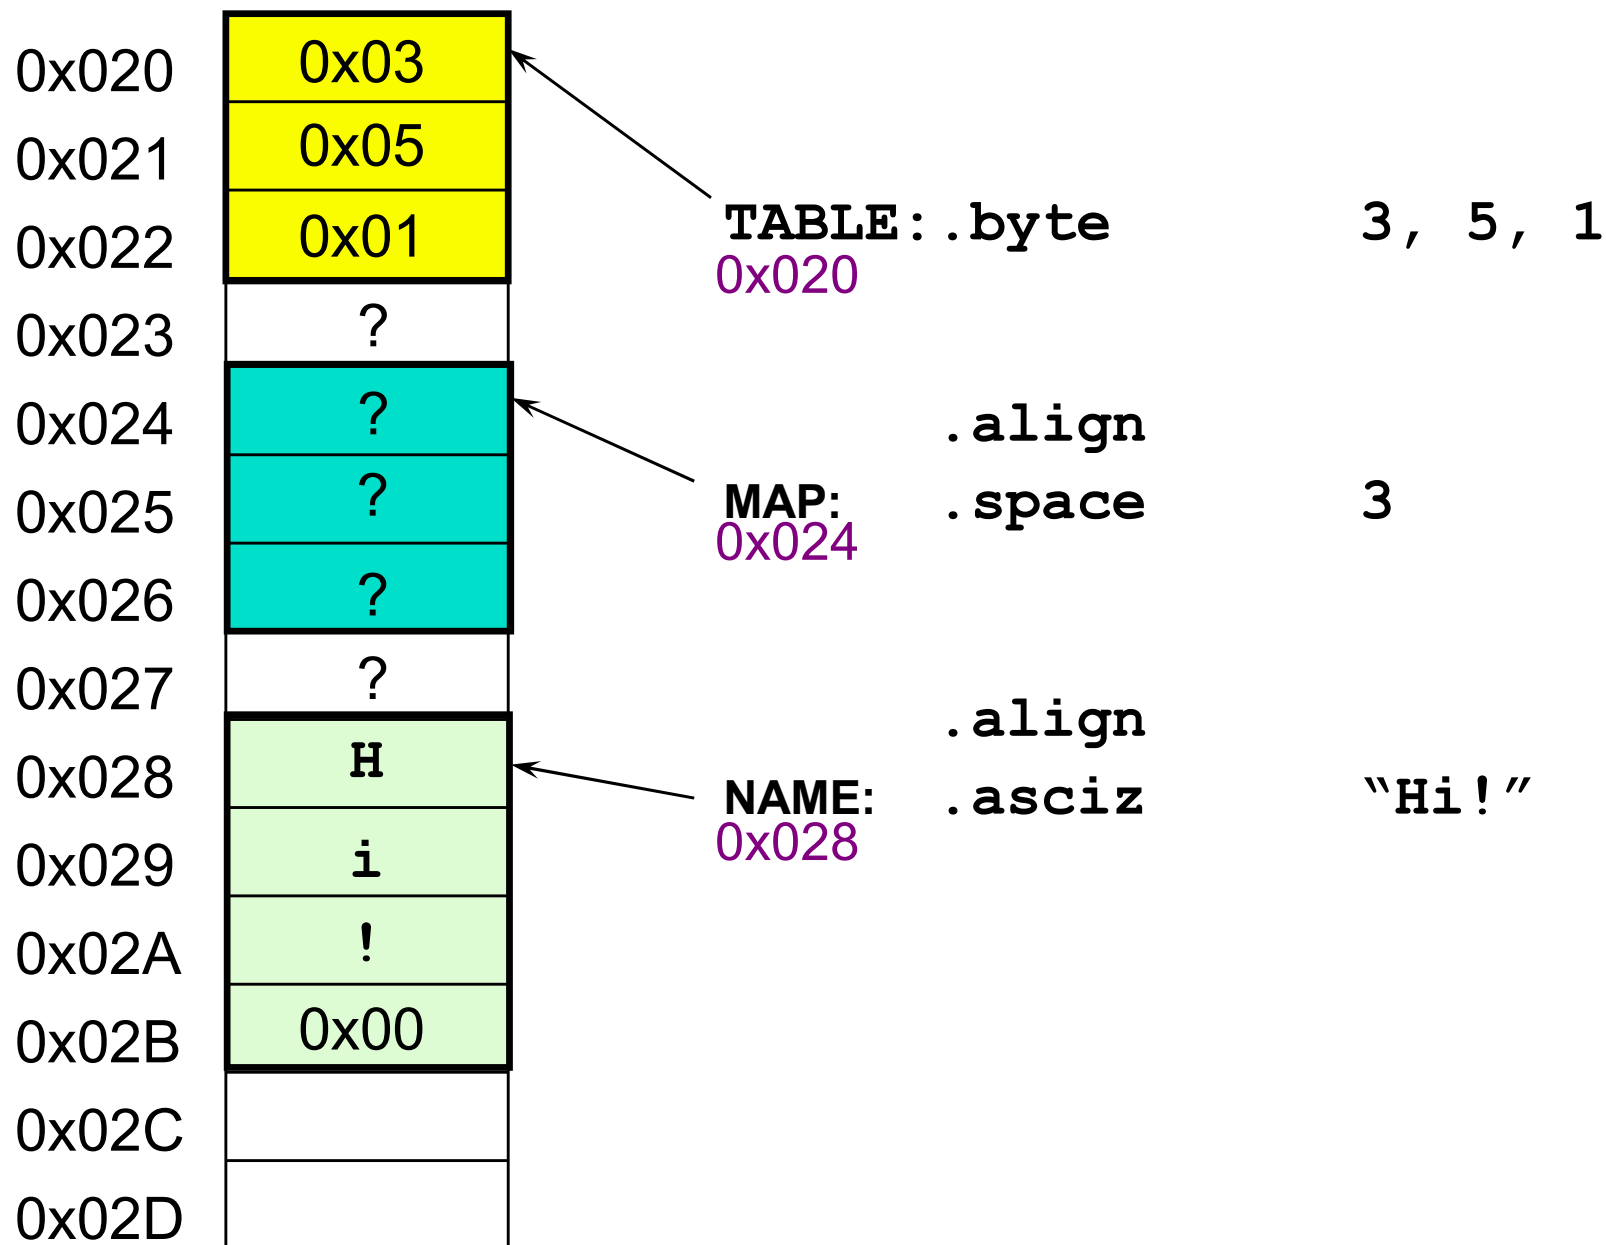 0x020 0x03
0x021 0x05
0x022 0x01 TABLE: .byte 3, 5, 1
0x020
0x023 ?
0x024 ? .align
0x025 ? MAP: .space 3
0x024
0x026 ?
0x027 ?
.align
0x028 H NAME: .asciz “Hi!”
0x028
0x029 i
0x02A !
0x02B 0x00
0x02C
0x02D